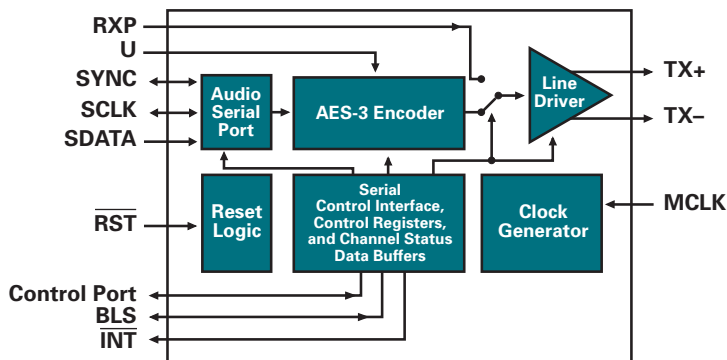 RXP
U
SYNC
SCLK
SDATA
RST
Control Port
BLS
INT
Audio
Serial
Port
AES-3 Encoder
Line
Driver
TX+
TX–
Reset
Logic
Serial
Control Interface,
Control Registers,
and Channel Status
Data Buffers
Clock
Generator
MCLK